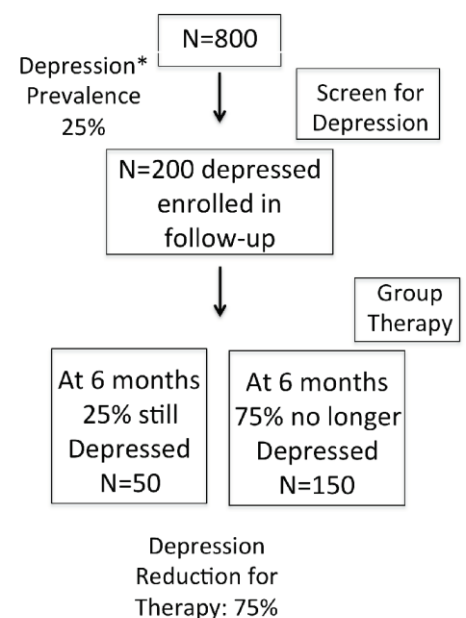 N=800
Depression*
Prevalence
25%
Screen for
Depression
N=200 depressed
enrolled in
follow-up
Group
Therapy
At 6 months
25% still
Depressed
N=50
At 6 months
75% no longer
Depressed
N=150
Depression
Reduction for
Therapy: 75%